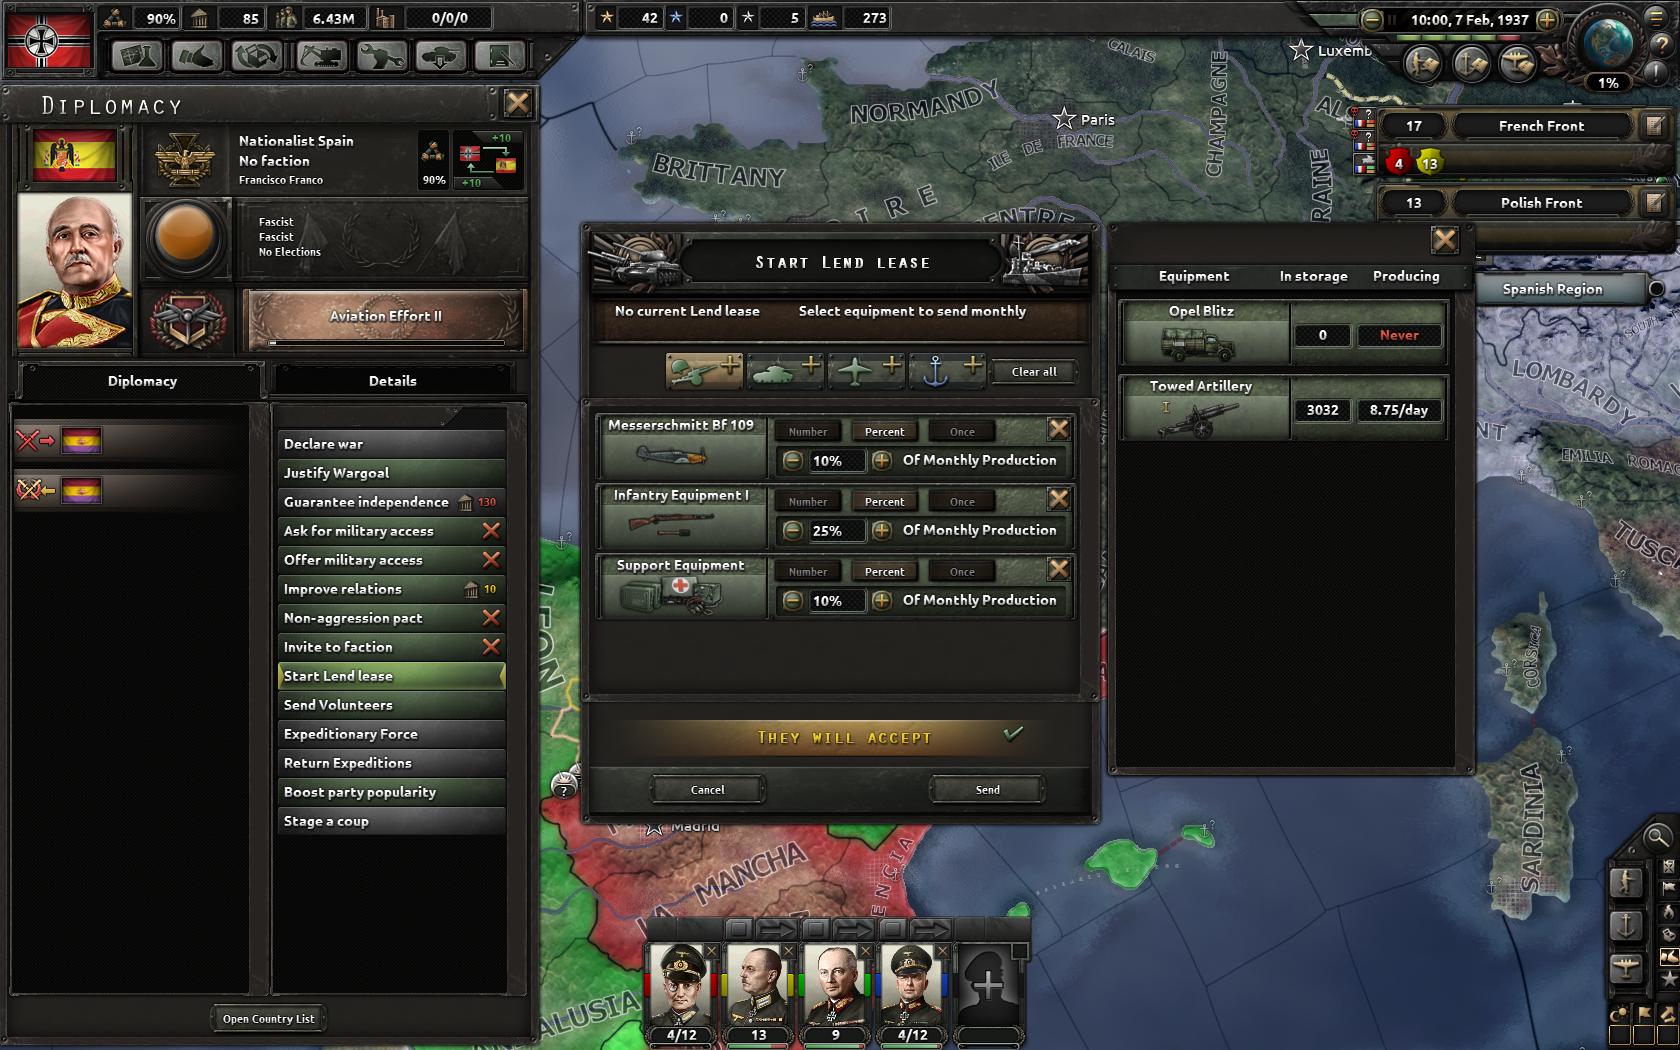 90%
85
6.43M
0/0/0
42
0
5
273
10:00, 7 Feb, 1937
1%
DIPLOMACY
Nationalist Spain
No faction
Francisco Franco
90%
+10
+10
Fascist
Fascist
No Elections
Aviation Effort II
Diplomacy
Details
Declare war
Justify Wargoal
Guarantee independence 130
Ask for military access
Offer military access
Improve relations 10
Non-aggression pact
Invite to faction
Start Lend lease
Send Volunteers
Expeditionary Force
Return Expeditions
Boost party popularity
Stage a coup
Open Country List
START LEND LEASE
No current Lend lease
Select equipment to send monthly
Clear all
Messerschmitt Bf 109
Number Percent Once
10% Of Monthly Production
Infantry Equipment I
Number Percent Once
25% Of Monthly Production
Support Equipment
Number Percent Once
10% Of Monthly Production
THEY WILL ACCEPT
Cancel
Send
Equipment In storage Producing
Opel Blitz
0
Never
Towed Artillery
I
3032
8.75/day
17 French Front
4
13
13 Polish Front
Spanish Region
CALAIS
Luxemb
NORMANDY
Paris
ILE DE FRANCE
CHAMPAGNE
BRITTANY
LOMBARDY
EMILIA ROMAG
TUSC
CORSICA
SARDINIA
LEON
Madrid
LA MANCHA
ENCIA
ALUSIA
4/12
13
9
4/12